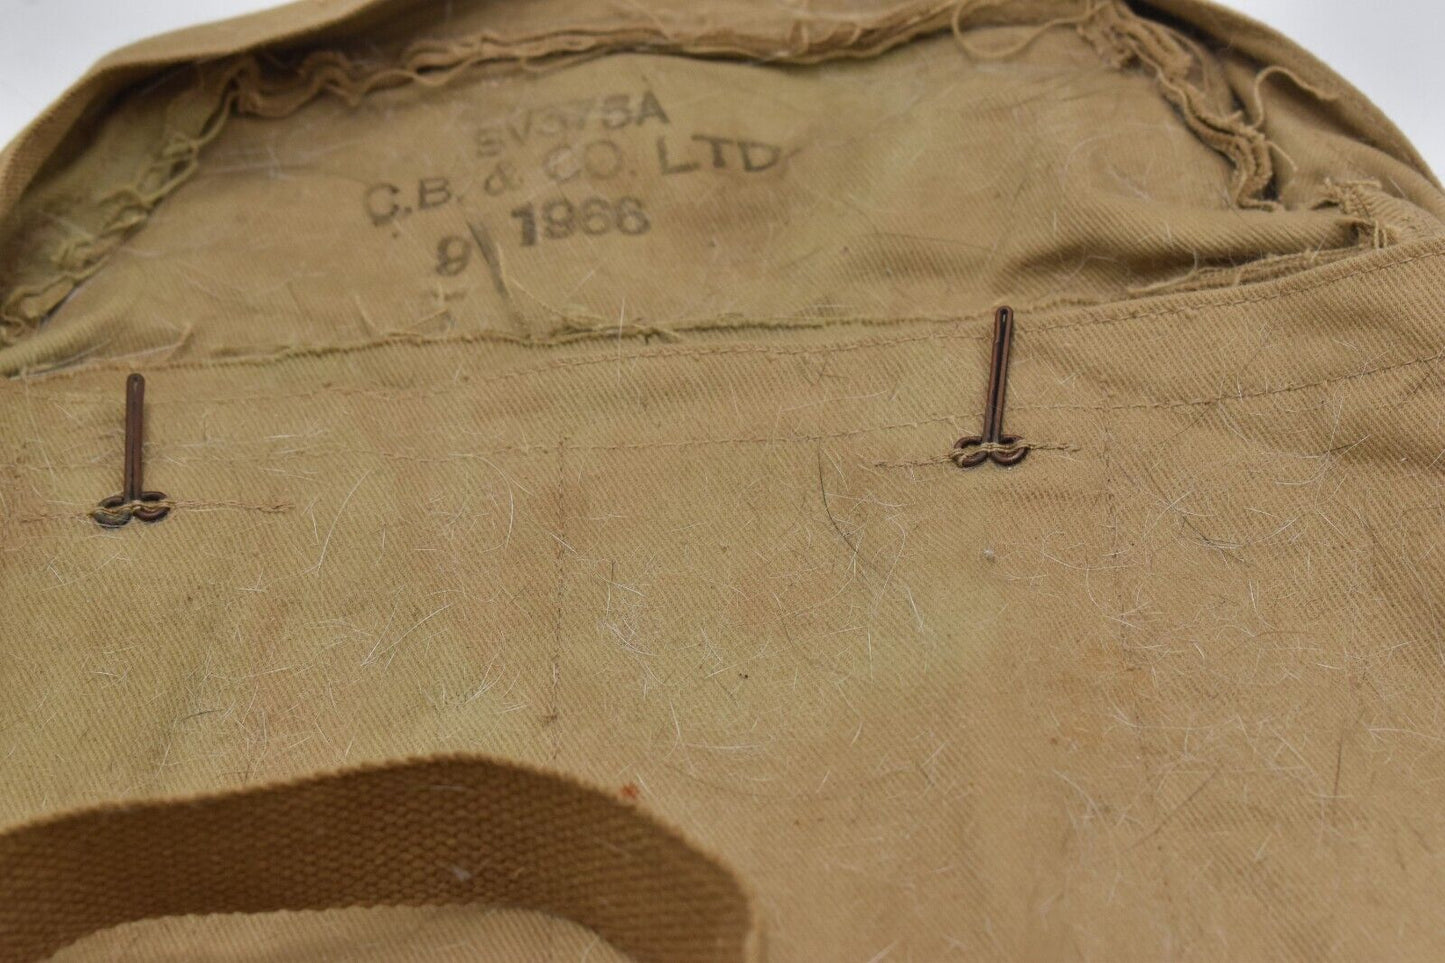 SV375A
C.B. & CO. LTD
9 1966